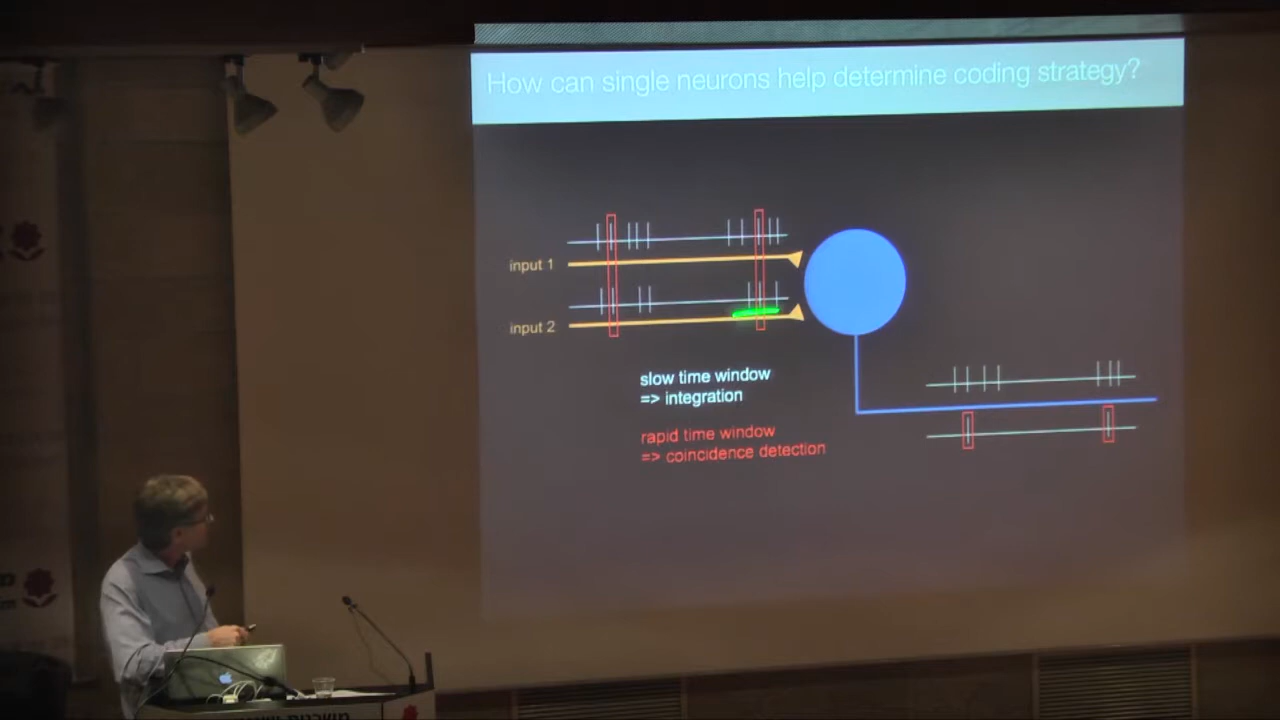 How can single neurons help determine coding strategy?
input 1
input 2
slow time window
=> integration
rapid time window
=> coincidence detection